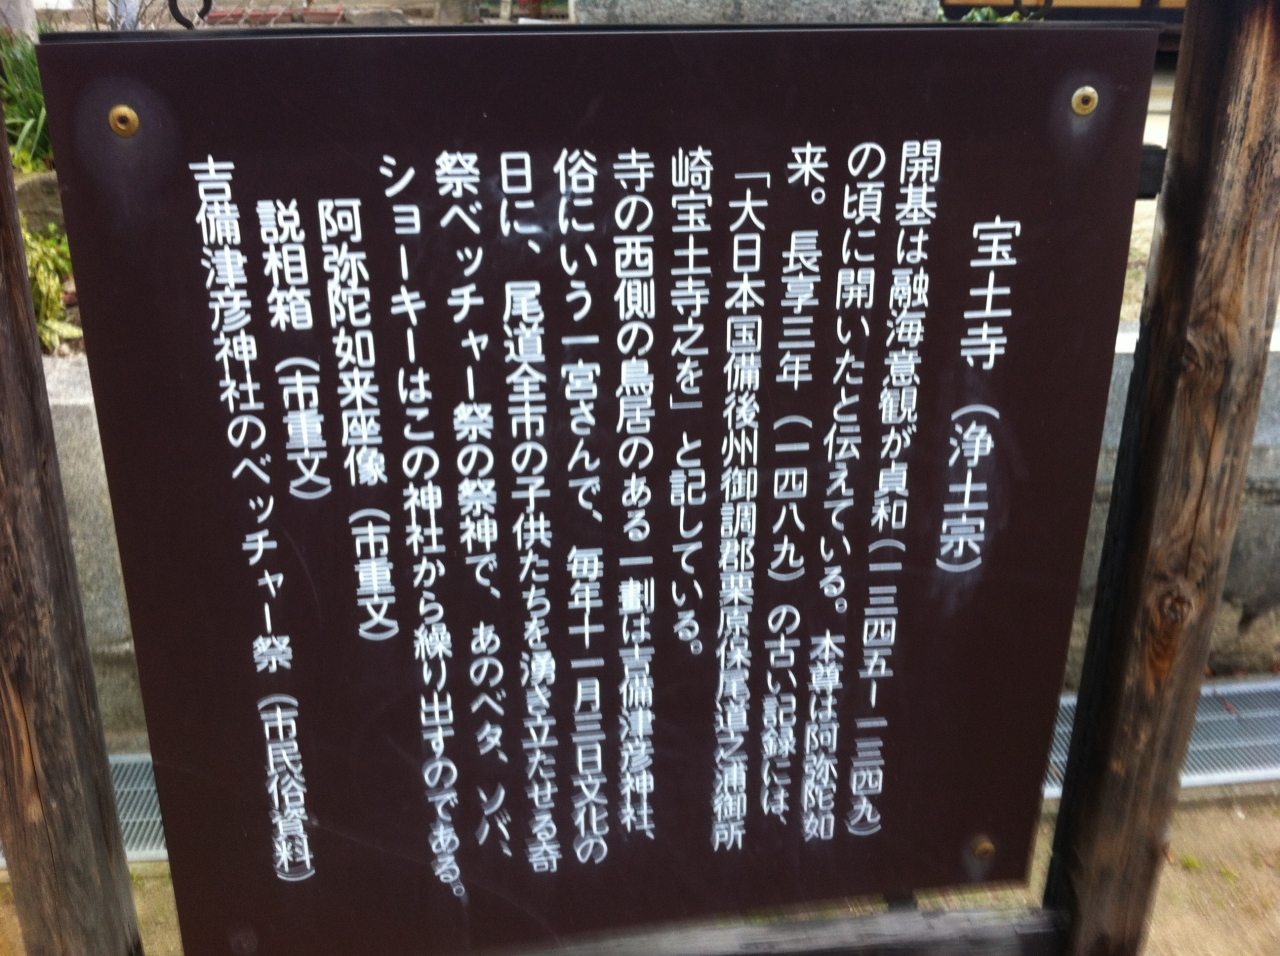 宝土寺（浄土宗）
開基は融海意観が貞和（一三四五ー一三四九）
の頃に開いたと伝えている。本尊は阿弥陀如
来。長享三年（一四八九）の古い記録には、
「大日本国備後州御調郡栗原保尾道之浦御所
崎宝土寺之を」と記している。
寺の西側の鳥居のある一劃は吉備津彦神社、
俗にいう一宮さんで、毎年十一月三日文化の
日に、尾道全市の子供たちを湧き立たせる奇
祭ベッチャー祭の祭神で、あのベタ、ソバ、
ショーキーはこの神社から繰り出すのである。
阿弥陀如来座像（市重文）
説相箱（市重文）
吉備津彦神社のベッチャー祭（市民俗資料）